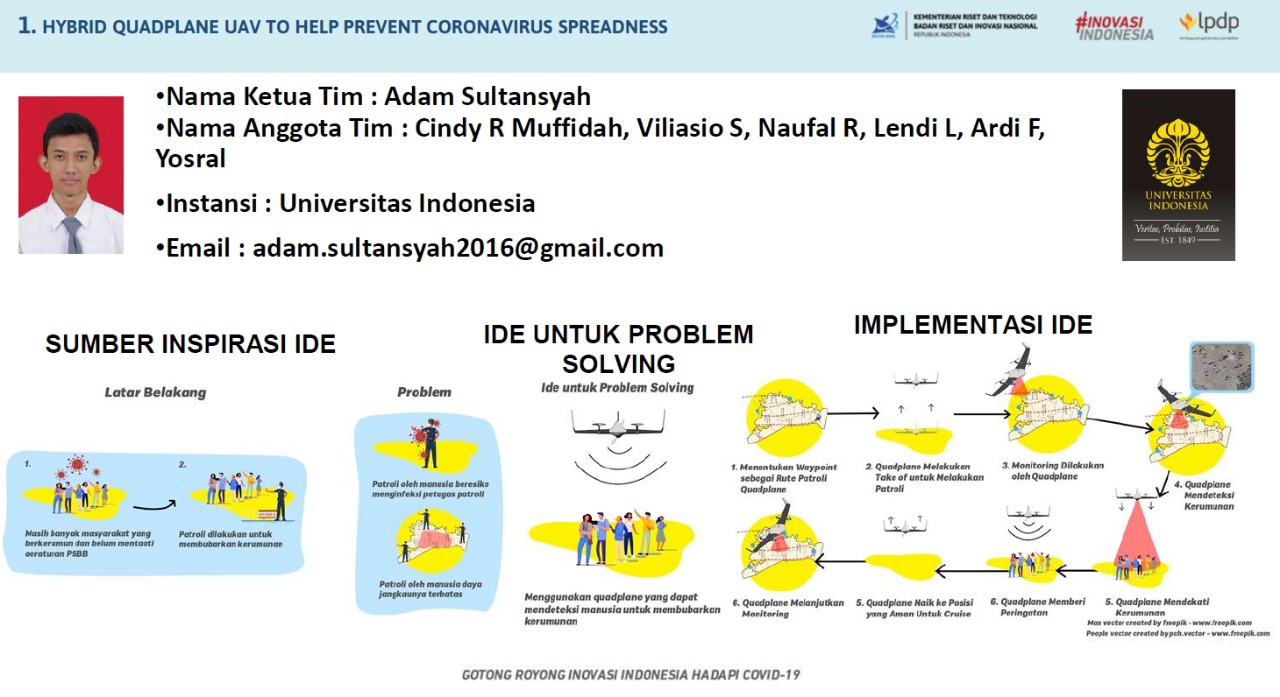 1. HYBRID QUADPLANE UAV TO HELP PREVENT CORONAVIRUS SPREADNESS
KEMENTERIAN RISET DAN TEKNOLOGI
BADAN RISET DAN INOVASI NASIONAL
REPUBLIK INDONESIA
#INOVASI
INDONESIA
lpdp
•Nama Ketua Tim : Adam Sultansyah
•Nama Anggota Tim : Cindy R Muffidah, Viliasio S, Naufal R, Lendi L, Ardi F,
Yosral
•Instansi : Universitas Indonesia
•Email : adam.sultansyah2016@gmail.com
UNIVERSITAS
INDONESIA
Veritas, Probitas, Iustitia
EST. 1849
SUMBER INSPIRASI IDE
Latar Belakang
1.
Masih banyak masyarakat yang
berkerumun dan belum mentaati
peraturan PSBB
2.
Patroli dilakukan untuk
membubarkan kerumunan
Problem
Patroli oleh manusia beresiko
menginfeksi petugas patroli
Patroli oleh manusia daya
jangkaunya terbatas
IDE UNTUK PROBLEM
SOLVING
Ide untuk Problem Solving
Menggunakan quadplane yang dapat
mendeteksi manusia untuk membubarkan
kerumunan
IMPLEMENTASI IDE
1. Menentukan Waypoint
sebagai Rute Patroli
Quadplane
2. Quadplane Melakukan
Take of untuk Melakukan
Patroli
3. Monitoring Dilakukan
oleh Quadplane
4. Quadplane
Mendeteksi
Kerumunan
5. Quadplane Mendekati
Kerumunan
6. Quadplane Memberi
Peringatan
5. Quadplane Naik ke Posisi
yang Aman Untuk Cruise
6. Quadplane Melanjutkan
Monitoring
Man vector created by freepik - www.freepik.com
People vector created by pch.vector - www.freepik.com
GOTONG ROYONG INOVASI INDONESIA HADAPI COVID-19